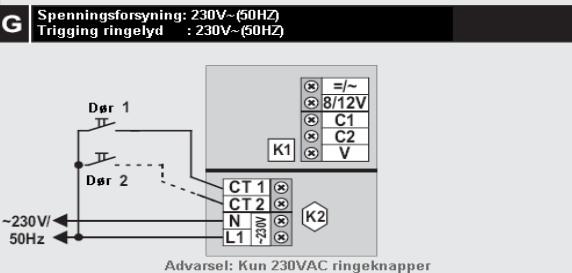 G
Spenningsforsyning: 230V~(50HZ)
Trigging ringelyd : 230V~(50HZ)
Dør 1
Dør 2
=/~
8/12V
C1
C2
V
K1
CT 1
CT 2
N
L1
~230V
K2
~230V/
50Hz
Advarsel: Kun 230VAC ringeknapper